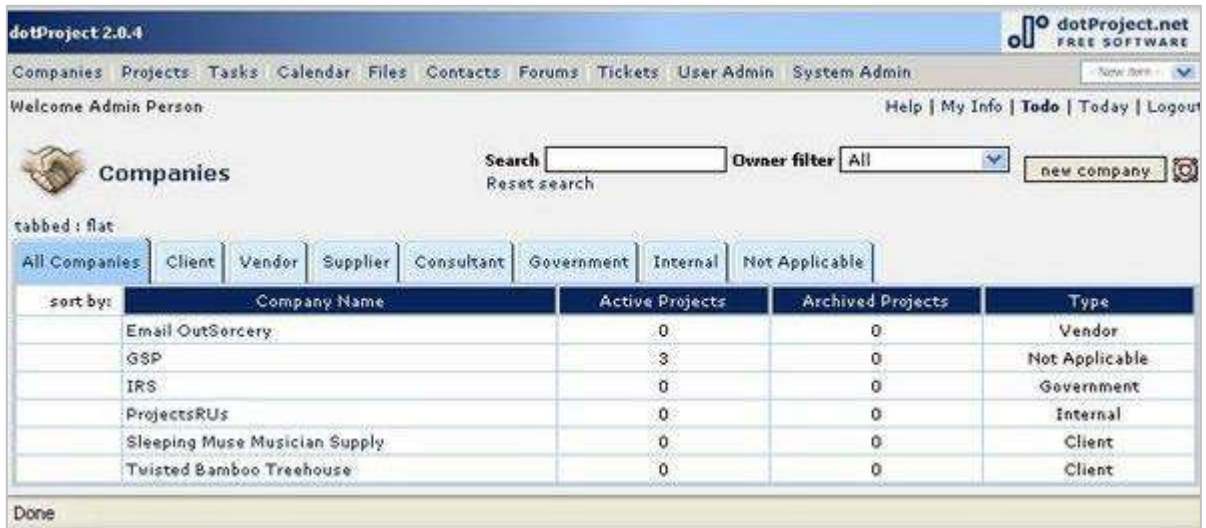 dotProject 2.0.4
dotProject.net
FREE SOFTWARE
Companies Projects Tasks Calendar Files Contacts Forums Tickets User Admin System Admin - New Item -
Welcome Admin Person Help | My Info | Todo | Today | Logout
Companies Search Owner filter All new company
Reset search
tabbed : flat
All Companies Client Vendor Supplier Consultant Government Internal Not Applicable
sort by: Company Name Active Projects Archived Projects Type
Email OutSorcery 0 0 Vendor
GSP 3 0 Not Applicable
IRS 0 0 Government
ProjectsRUs 0 0 Internal
Sleeping Muse Musician Supply 0 0 Client
Twisted Bamboo Treehouse 0 0 Client
Done